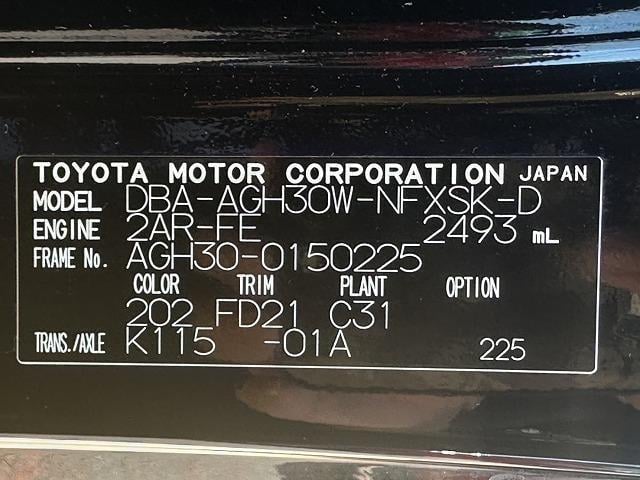 TOYOTA MOTOR CORPORATION JAPAN
MODEL DBA-AGH30W-NFXSK-D
ENGINE 2AR-FE 2493 mL
FRAME No. AGH30-0150225
COLOR TRIM PLANT OPTION
202 FD21 C31
TRANS./AXLE K115 -01A 225